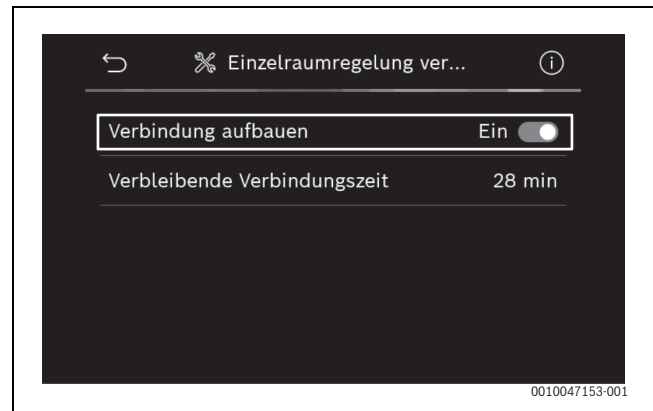 Einzelraumregelung ver...
Verbindung aufbauen Ein
Verbleibende Verbindungszeit 28 min
0010047153-001